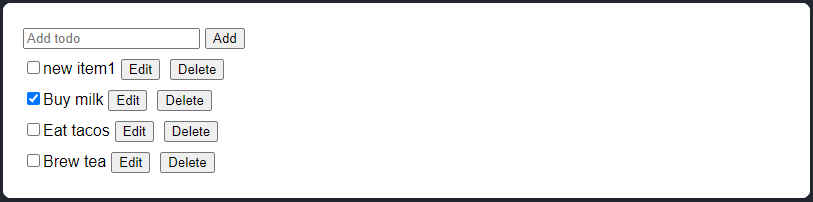 Add todo Add
new item1 Edit Delete
Buy milk Edit Delete
Eat tacos Edit Delete
Brew tea Edit Delete